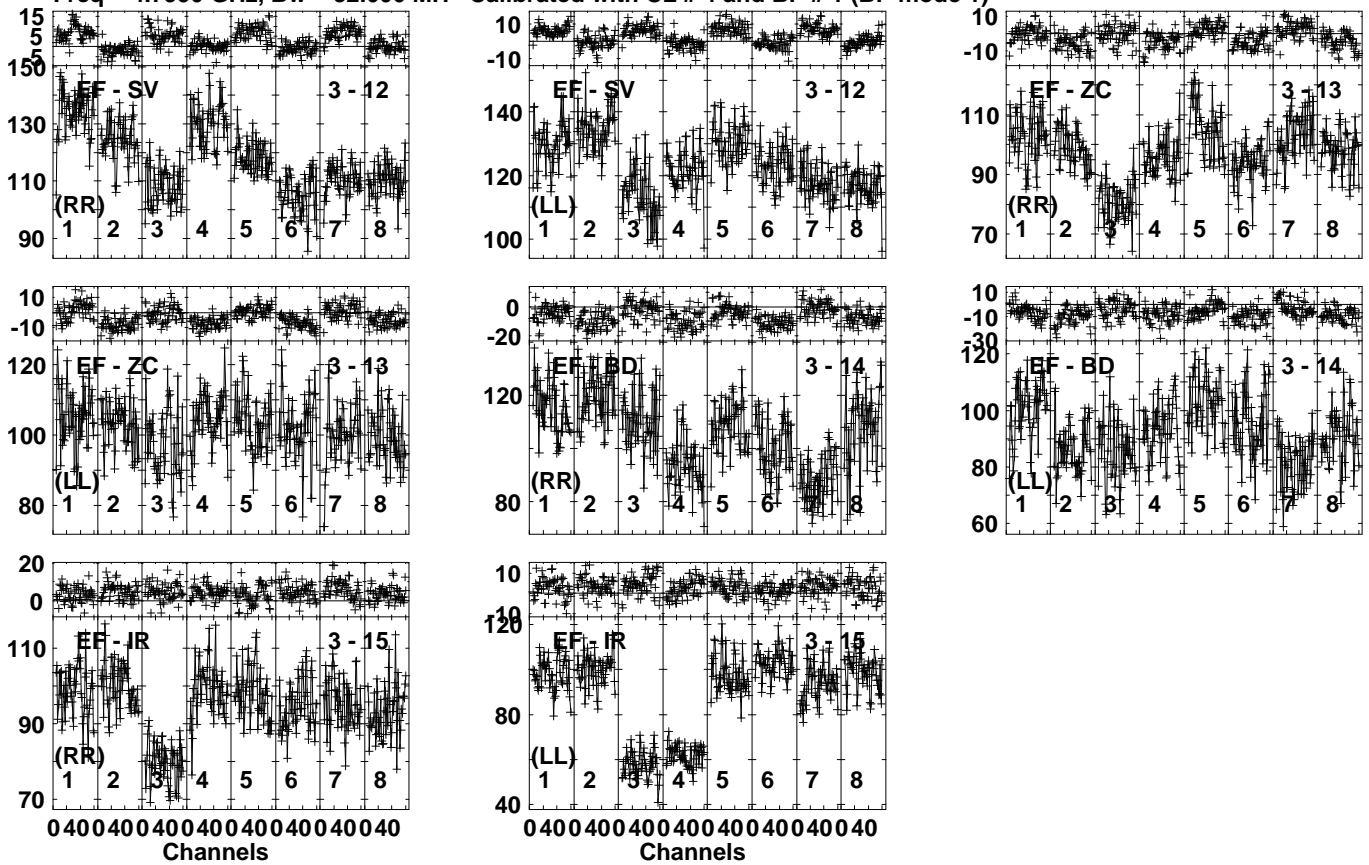 15
5
5
150
130
110
90
EF - SV 3 - 12
(RR)
1 2 3 4 5 6 7 8
10
-10
140
120
100
EF - SV 3 - 12
(LL)
1 2 3 4 5 6 7 8
10
-10
110
90
70
EF - ZC 3 - 13
(RR)
1 2 3 4 5 6 7 8
10
-10
120
100
80
EF - ZC 3 - 13
(LL)
1 2 3 4 5 6 7 8
0
-20
120
80
EF - BD 3 - 14
(RR)
1 2 3 4 5 6 7 8
10
-10
-30
120
100
80
60
EF - BD 3 - 14
(LL)
1 2 3 4 5 6 7 8
20
0
110
90
70
EF - IR 3 - 15
(RR)
1 2 3 4 5 6 7 8
0 40 0 40 0 40 0 40 0 40 0 40 0 40 0 40
Channels
10
-10
120
80
40
EF - IR 3 - 15
(LL)
1 2 3 4 5 6 7 8
0 40 0 40 0 40 0 40 0 40 0 40 0 40 0 40
Channels